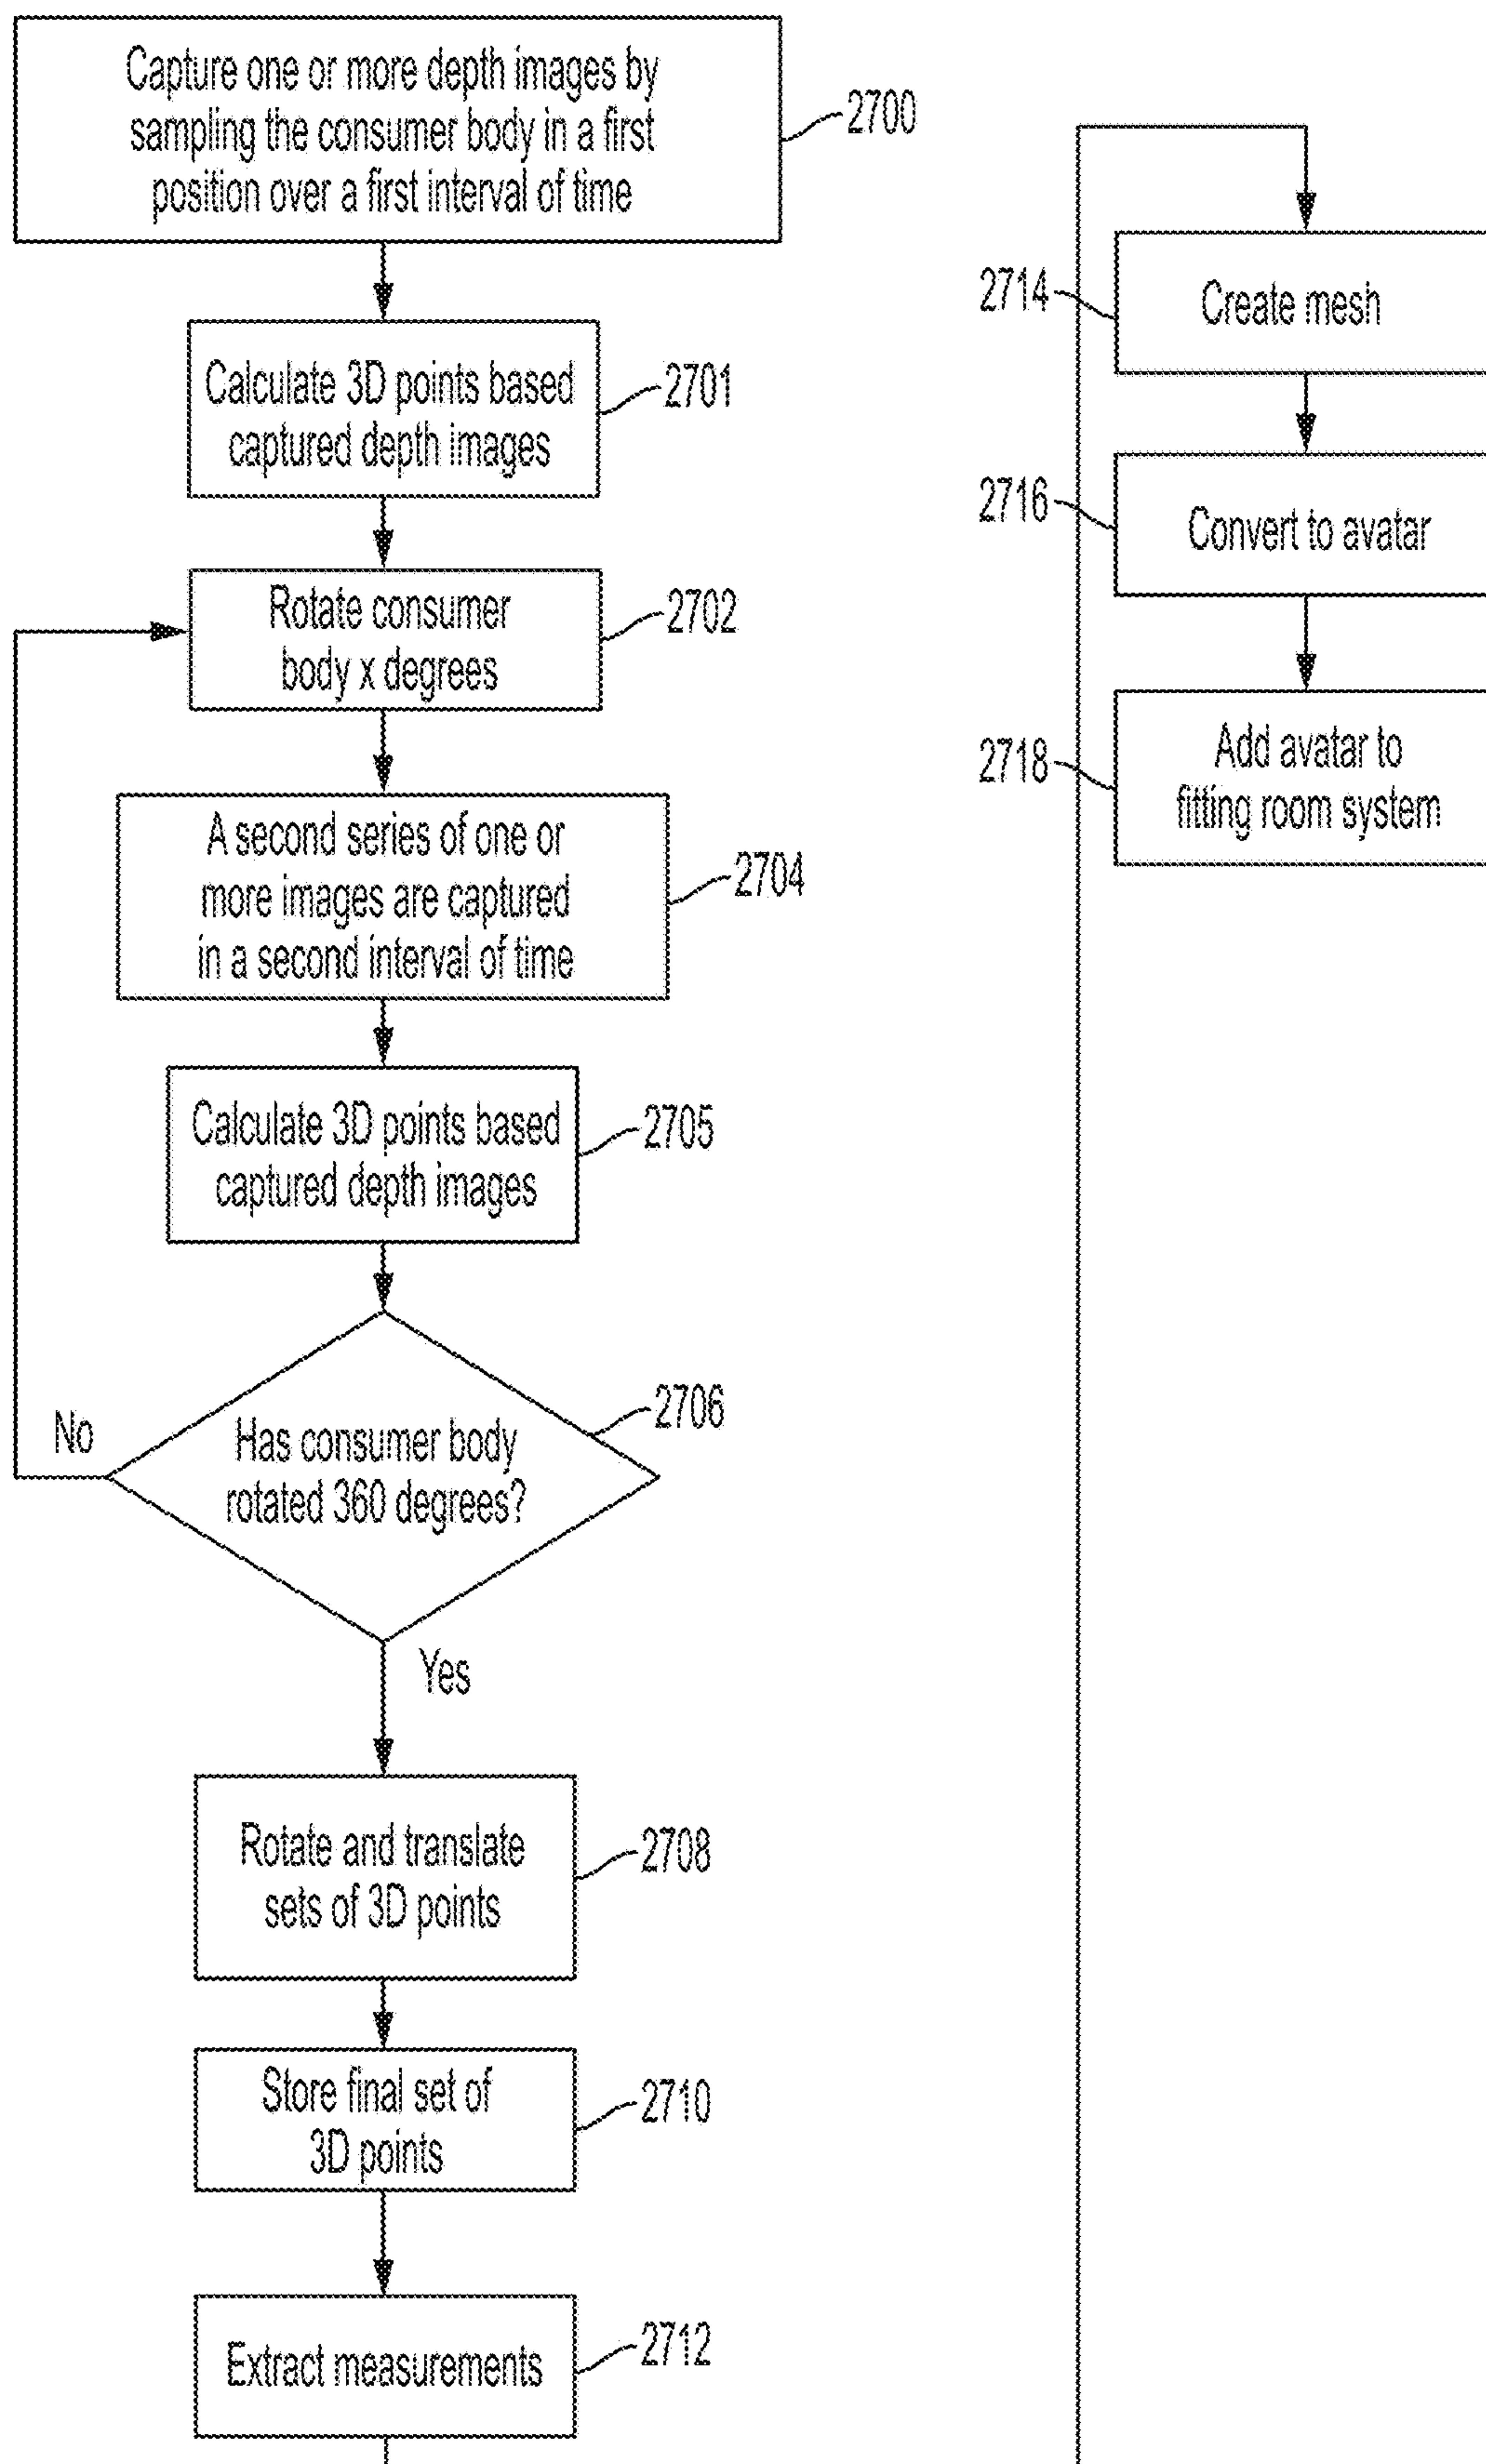 Capture one or more depth images by
sampling the consumer body in a first
position over a first interval of time
2700
Calculate 3D points based
captured depth images
2701
Rotate consumer
body x degrees
2702
A second series of one or
more images are captured
in a second interval of time
2704
Calculate 3D points based
captured depth images
2705
Has consumer body
rotated 360 degrees?
2706
No
Yes
Rotate and translate
sets of 3D points
2708
Store final set of
3D points
2710
Extract measurements
2712
2714
Create mesh
2716
Convert to avatar
2718
Add avatar to
fitting room system